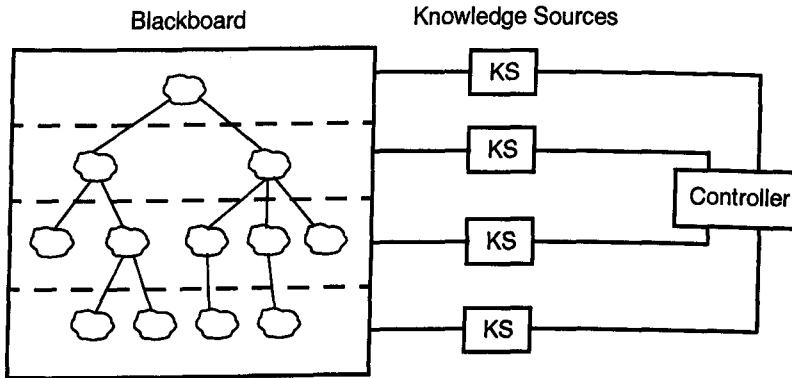 Blackboard
Knowledge Sources
KS
KS
Controller
KS
KS